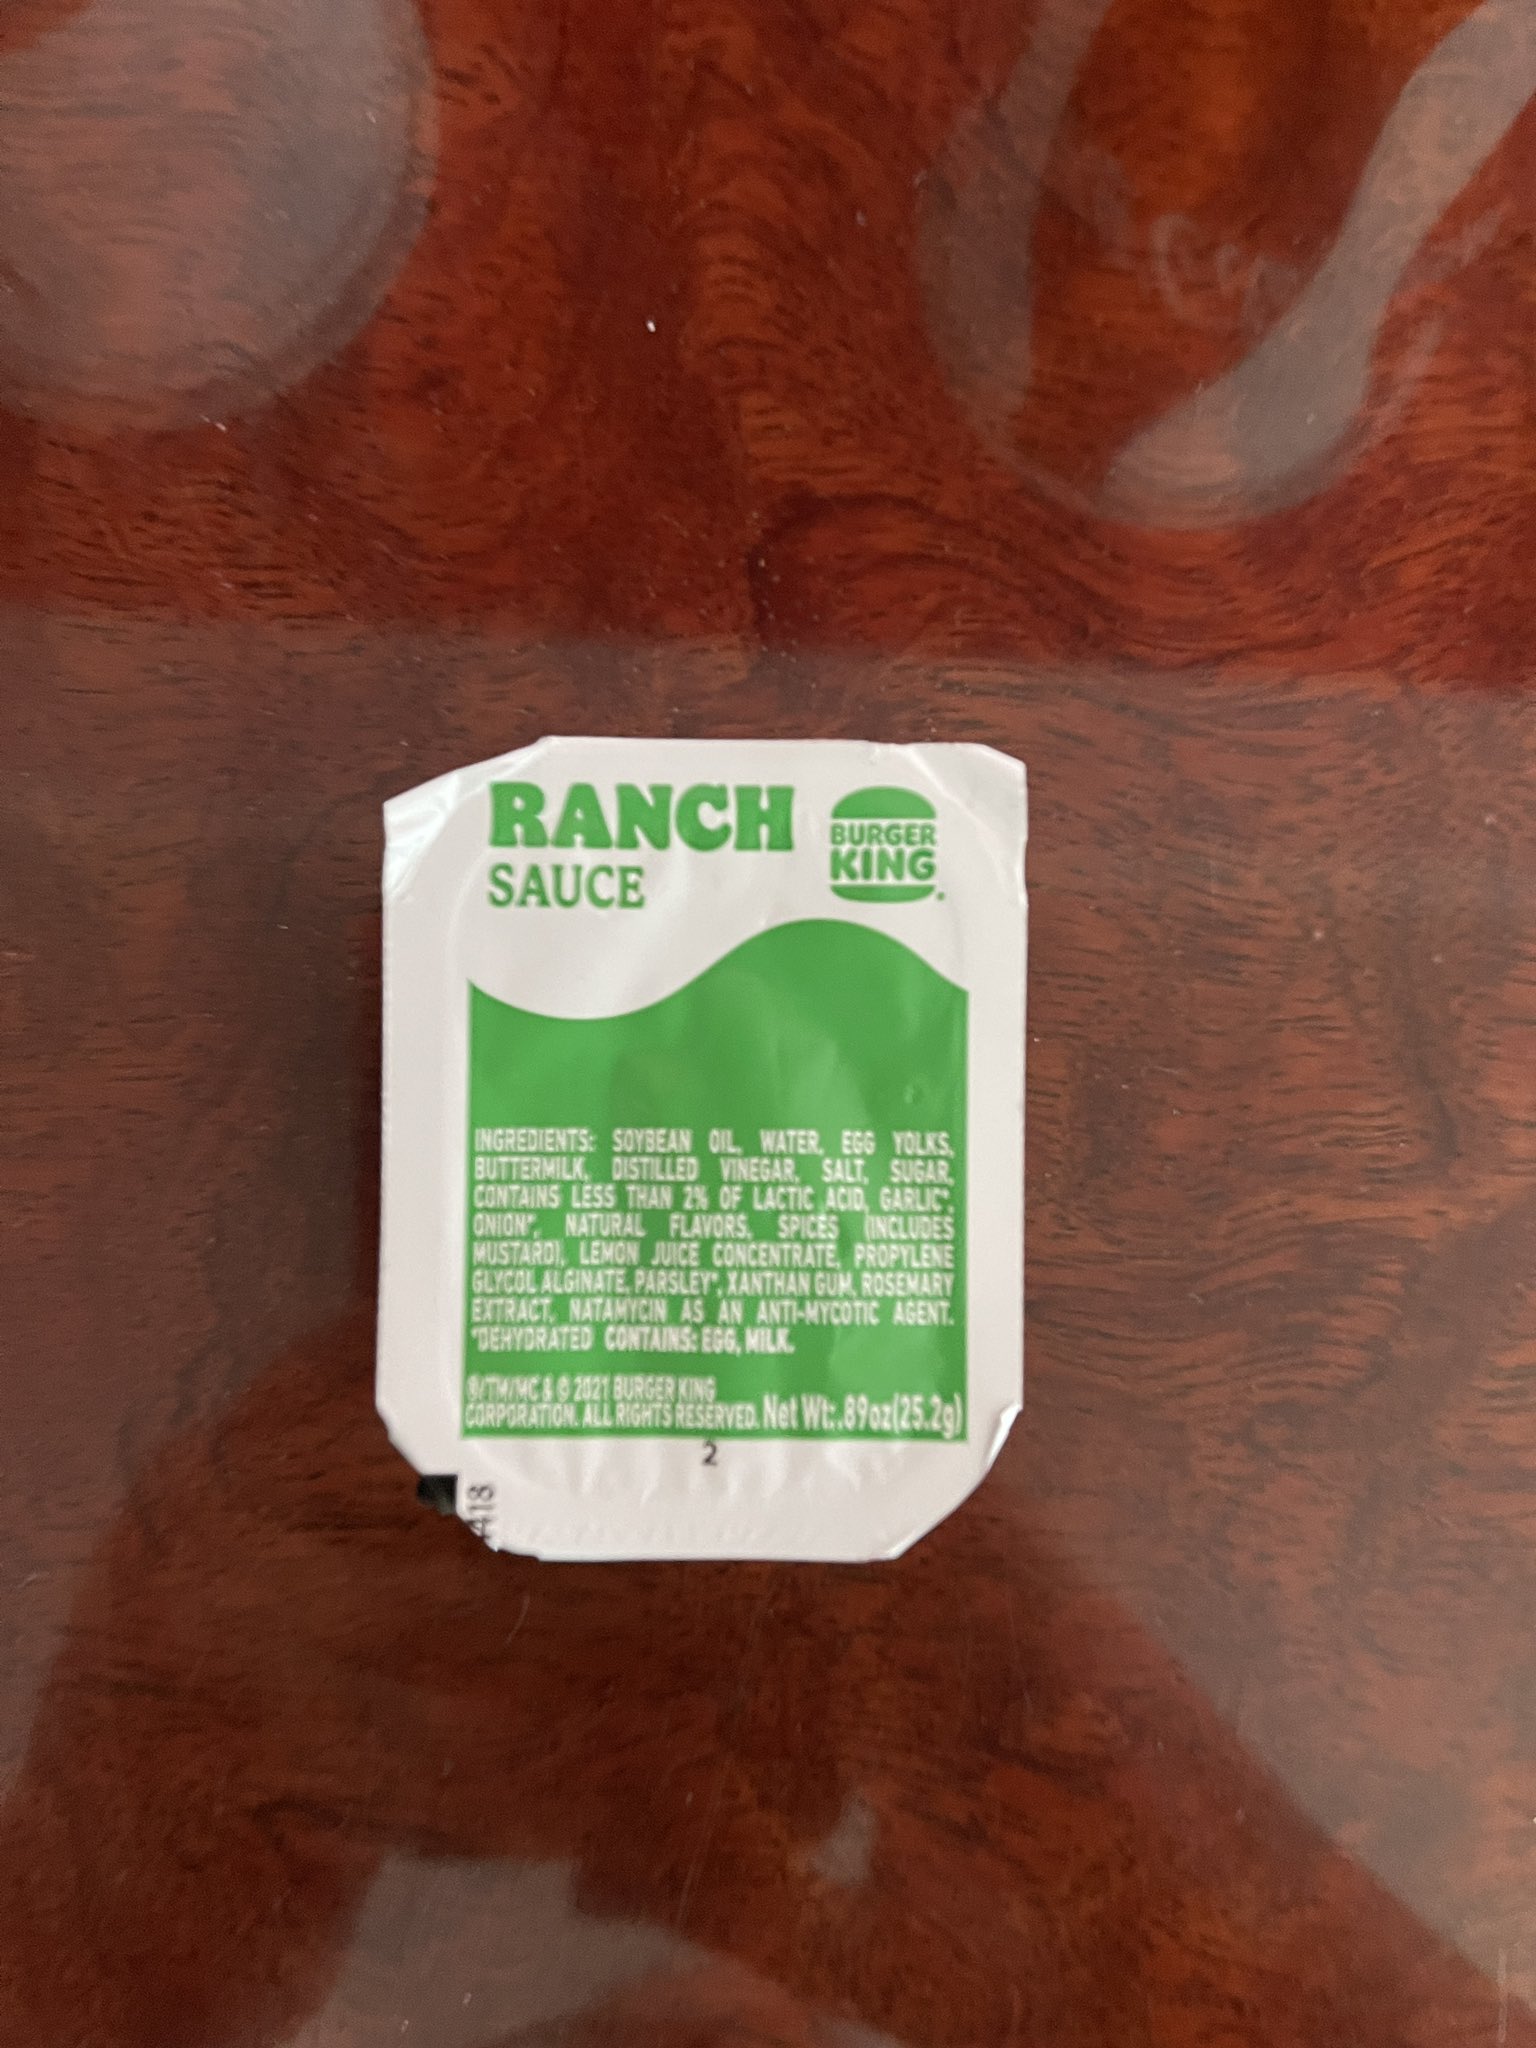 RANCH
SAUCE
BURGER
KING
INGREDIENTS: SOYBEAN OIL, WATER, EGG YOLKS,
BUTTERMILK, DISTILLED VINEGAR, SALT, SUGAR,
CONTAINS LESS THAN 2% OF LACTIC ACID, GARLIC*,
ONION*, NATURAL FLAVORS, SPICES (INCLUDES
MUSTARD), LEMON JUICE CONCENTRATE, PROPYLENE
GLYCOL ALGINATE, PARSLEY*, XANTHAN GUM, ROSEMARY
EXTRACT, NATAMYCIN AS AN ANTI-MYCOTIC AGENT.
*DEHYDRATED CONTAINS: EGG, MILK.
®/TM/MC & © 2021 BURGER KING
CORPORATION. ALL RIGHTS RESERVED. Net Wt: .89oz(25.2g)
2